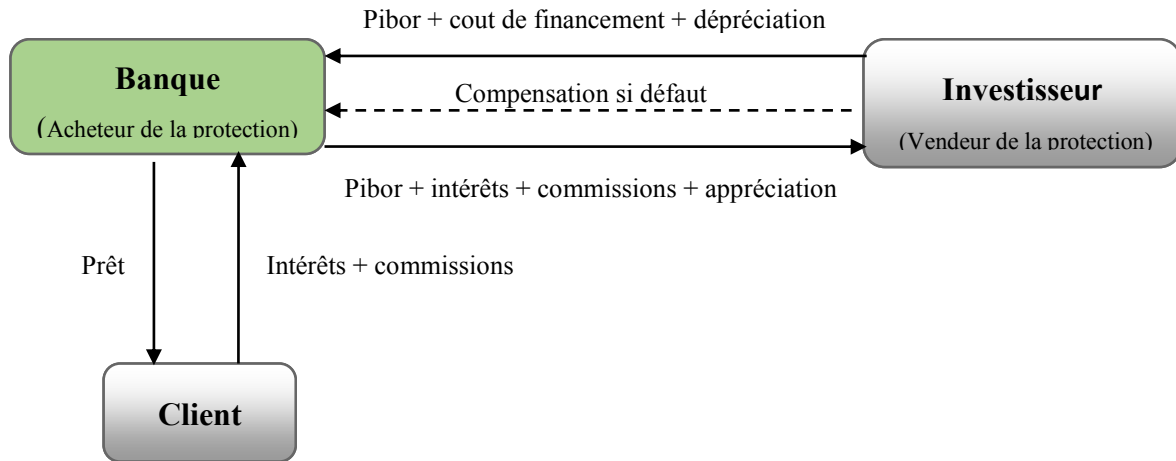 Pibor + cout de financement + dépréciation
Banque
(Acheteur de la protection)
Compensation si défaut
Investisseur
(Vendeur de la protection)
Pibor + intérêts + commissions + appréciation
Prêt
Intérêts + commissions
Client